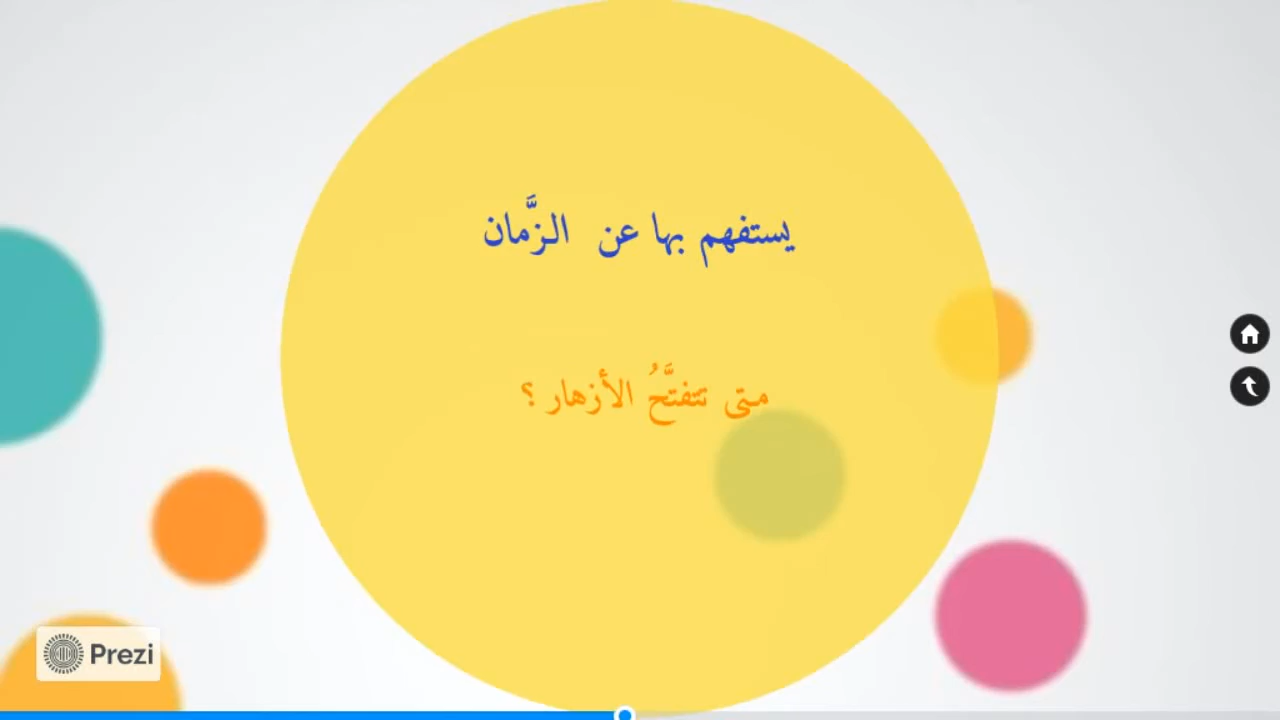 يستفهم بها عن الزَّمان
متى تتفتَّحُ الأزهار ؟
Prezi